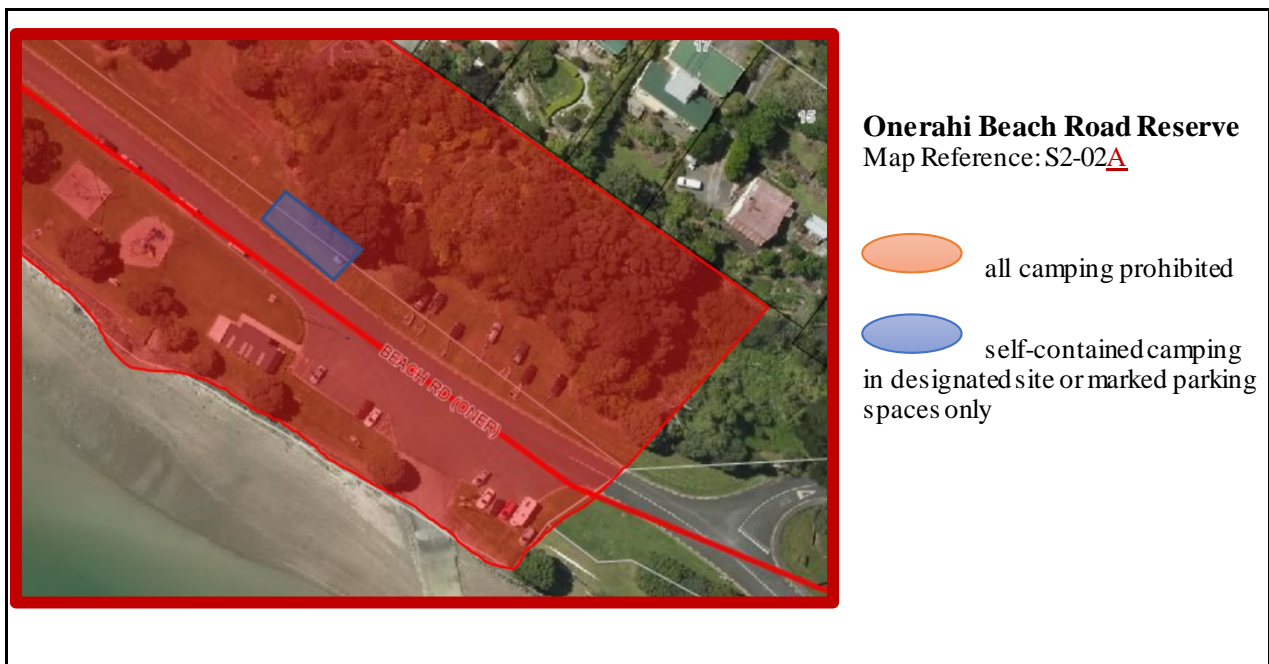 17
15
BEACH RD (ONER)
Onerahi Beach Road Reserve
Map Reference: S2-02A
all camping prohibited
self-contained camping
in designated site or marked parking
spaces only